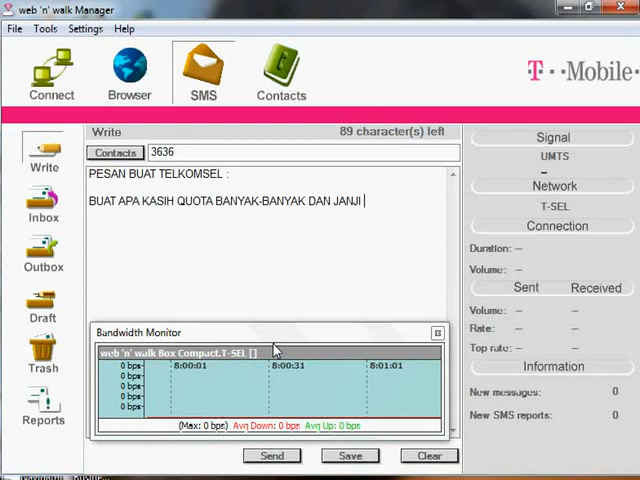 web 'n' walk Manager
File Tools Settings Help
Connect Browser SMS Contacts
T · · Mobile
Write 89 character(s) left
Contacts 3636
PESAN BUAT TELKOMSEL :
BUAT APA KASIH QUOTA BANYAK-BANYAK DAN JANJI
Write
Inbox
Outbox
Draft
Trash
Reports
Bandwidth Monitor
web 'n' walk Box Compact.T-SEL []
8:00:01 8:00:31 8:01:01
0 bps
0 bps
0 bps
0 bps
0 bps
(Max: 0 bps) Avg Down: 0 bps Avg Up: 0 bps
Send Save Clear
Signal
UMTS
Network
T-SEL
Connection
Duration: –
Volume: –
Sent Received
Volume: – –
Rate: – –
Top rate: – –
Information
New messages: 0
New SMS reports: 0